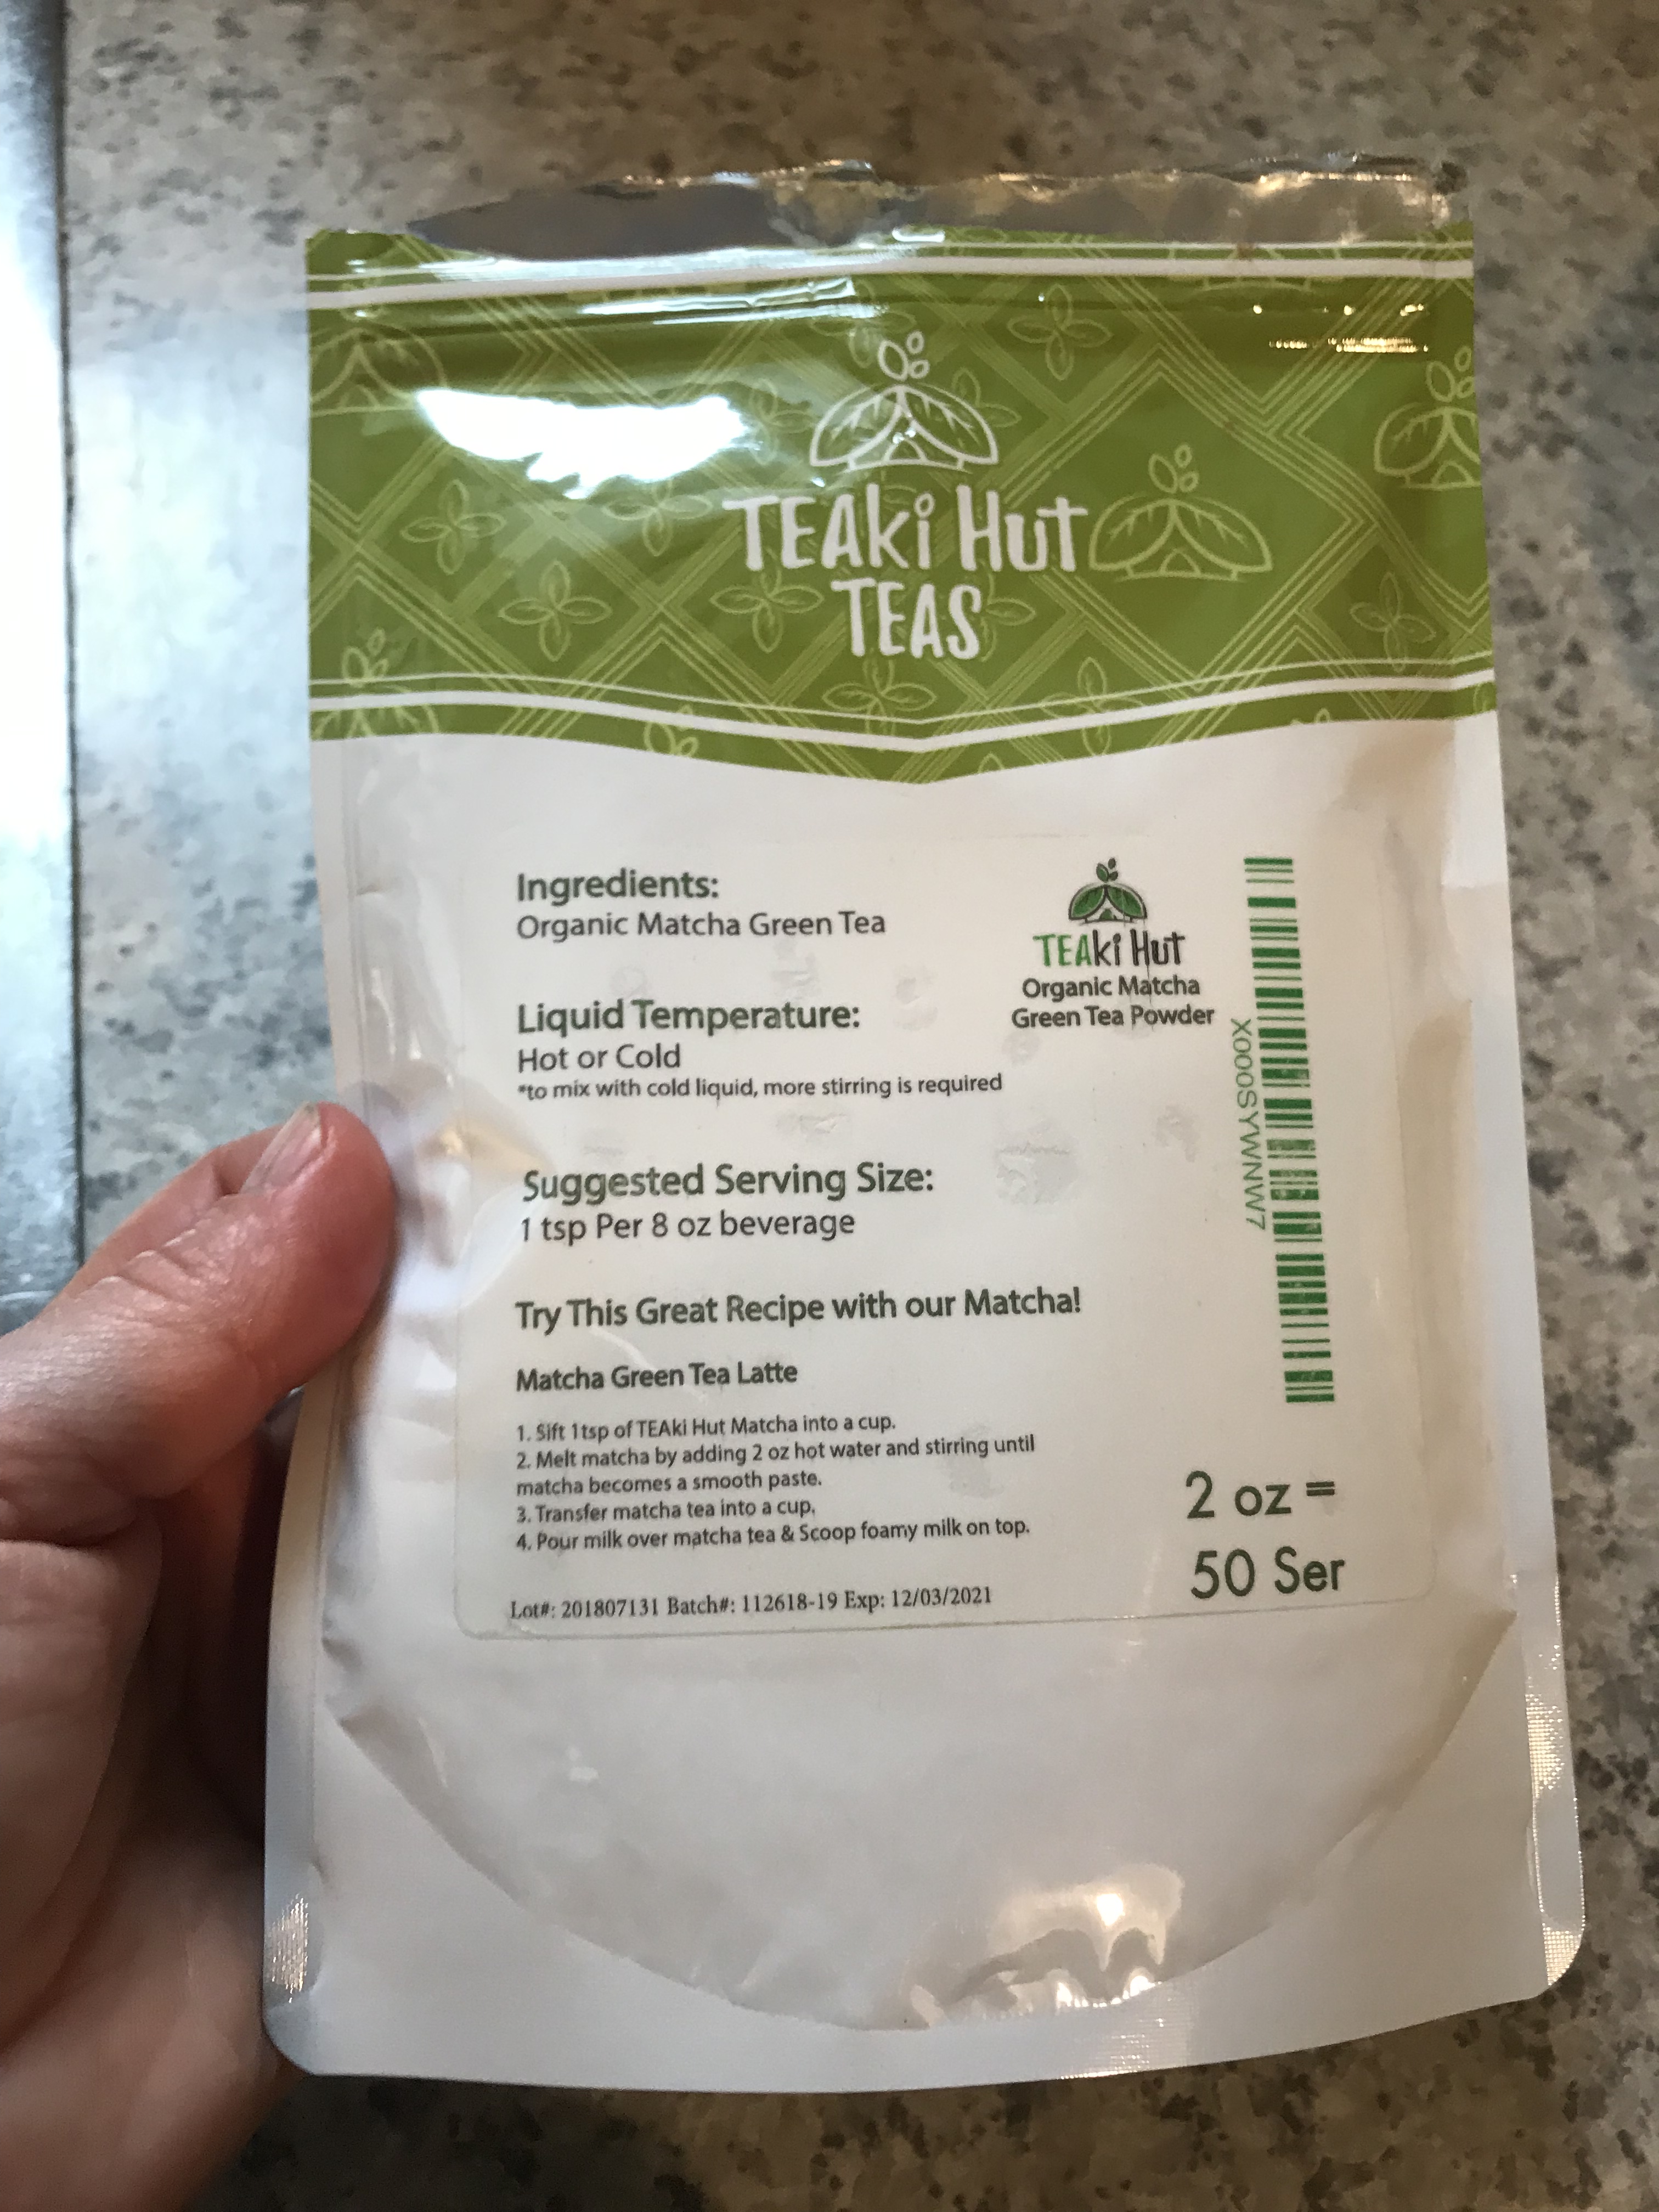 TEAki Hut
TEAS
Ingredients:
Organic Matcha Green Tea
Liquid Temperature:
Hot or Cold
*to mix with cold liquid, more stirring is required
Suggested Serving Size:
1 tsp Per 8 oz beverage
Try This Great Recipe with our Matcha!
Matcha Green Tea Latte
1. Sift 1tsp of TEAki Hut Matcha into a cup.
2. Melt matcha by adding 2 oz hot water and stirring until
matcha becomes a smooth paste.
3. Transfer matcha tea into a cup.
4. Pour milk over matcha tea & Scoop foamy milk on top.
Lot#: 201807131 Batch#: 112618-19 Exp: 12/03/2021
TEAki Hut
Organic Matcha
Green Tea Powder
X000SYWNW7
2 oz =
50 Ser